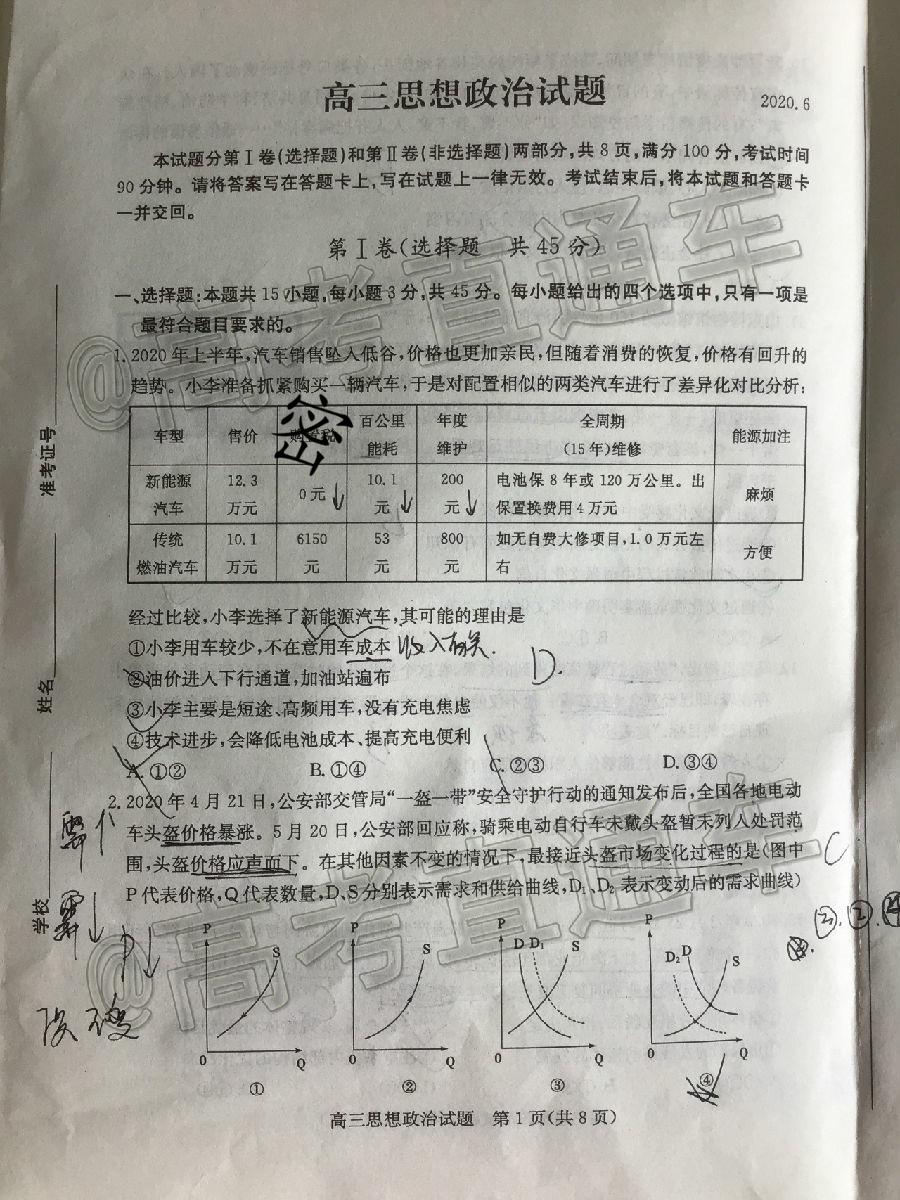 高三思想政治试题
2020.6
本试题分第Ⅰ卷(选择题)和第Ⅱ卷(非选择题)两部分,共8页,满分100分,考试时间
90分钟。请将答案写在答题卡上,写在试题上一律无效。考试结束后,将本试题和答题卡
一并交回。
第Ⅰ卷(选择题 共45分)
一、选择题:本题共15小题,每小题3分,共45分。每小题给出的四个选项中,只有一项是
最符合题目要求的。
1.2020年上半年,汽车销售坠入低谷,价格也更加亲民,但随着消费的恢复,价格有回升的
趋势。小李准备抓紧购买一辆汽车,于是对配置相似的两类汽车进行了差异化对比分析:
车型 售价 购置税 百公里能耗 年度维护 全周期(15年)维修 能源加注
新能源汽车 12.3万元 0元↓ 10.1元↓ 200元↓ 电池保8年或120万公里。出保置换费用4万元 麻烦
传统燃油汽车 10.1万元 6150元 53元 800元 如无自费大修项目,1.0万元左右 方便
密
经过比较,小李选择了新能源汽车,其可能的理由是
①小李用车较少,不在意用车成本 收入有关.
②油价进入下行通道,加油站遍布
D.
③小李主要是短途、高频用车,没有充电焦虑
④技术进步,会降低电池成本、提高充电便利
A.①② B.①④ C.②③ D.③④
2.2020年4月21日,公安部交管局“一盔一带”安全守护行动的通知发布后,全国各地电动
车头盔价格暴涨。5月20日,公安部回应称,骑乘电动自行车未戴头盔暂未列入处罚范
围,头盔价格应声而下。在其他因素不变的情况下,最接近头盔市场变化过程的是(图中
C
P代表价格,Q代表数量,D、S分别表示需求和供给曲线,D₁、D₂表示变动后的需求曲线)
P S 0 Q ①
P S 0 Q ②
P D D₁ S 0 Q ③
P D₂ D S 0 Q ④
高三思想政治试题 第1页(共8页)
准考证号
姓名
学校
需↑
需↓
P↓
@高考直通车
@高考直通车